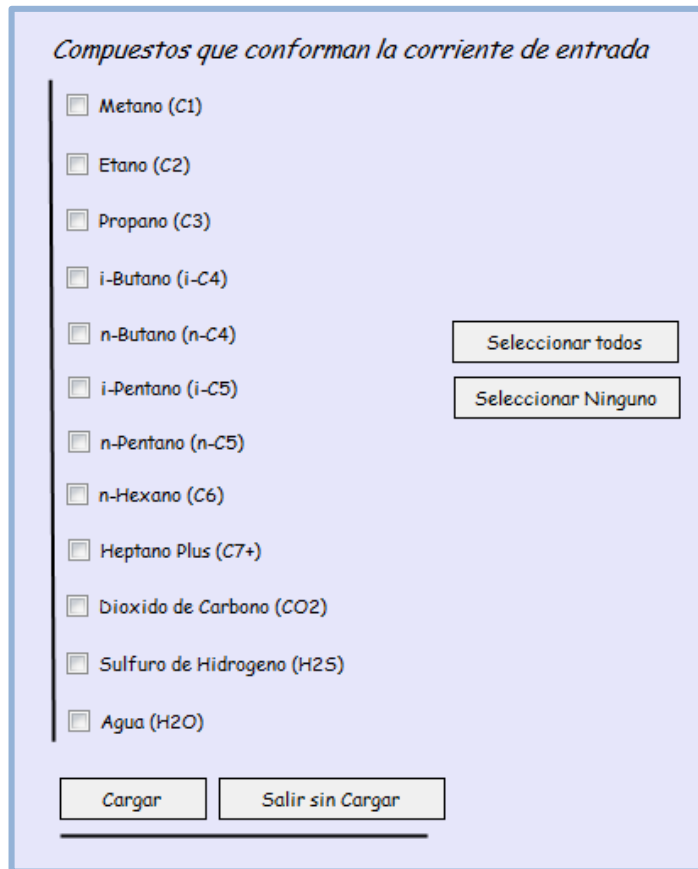 Compuestos que conforman la corriente de entrada
Metano (C1)
Etano (C2)
Propano (C3)
i-Butano (i-C4)
n-Butano (n-C4)
Seleccionar todos
i-Pentano (i-C5)
Seleccionar Ninguno
n-Pentano (n-C5)
n-Hexano (C6)
Heptano Plus (C7+)
Dioxido de Carbono (CO2)
Sulfuro de Hidrogeno (H2S)
Agua (H2O)
Cargar
Salir sin Cargar